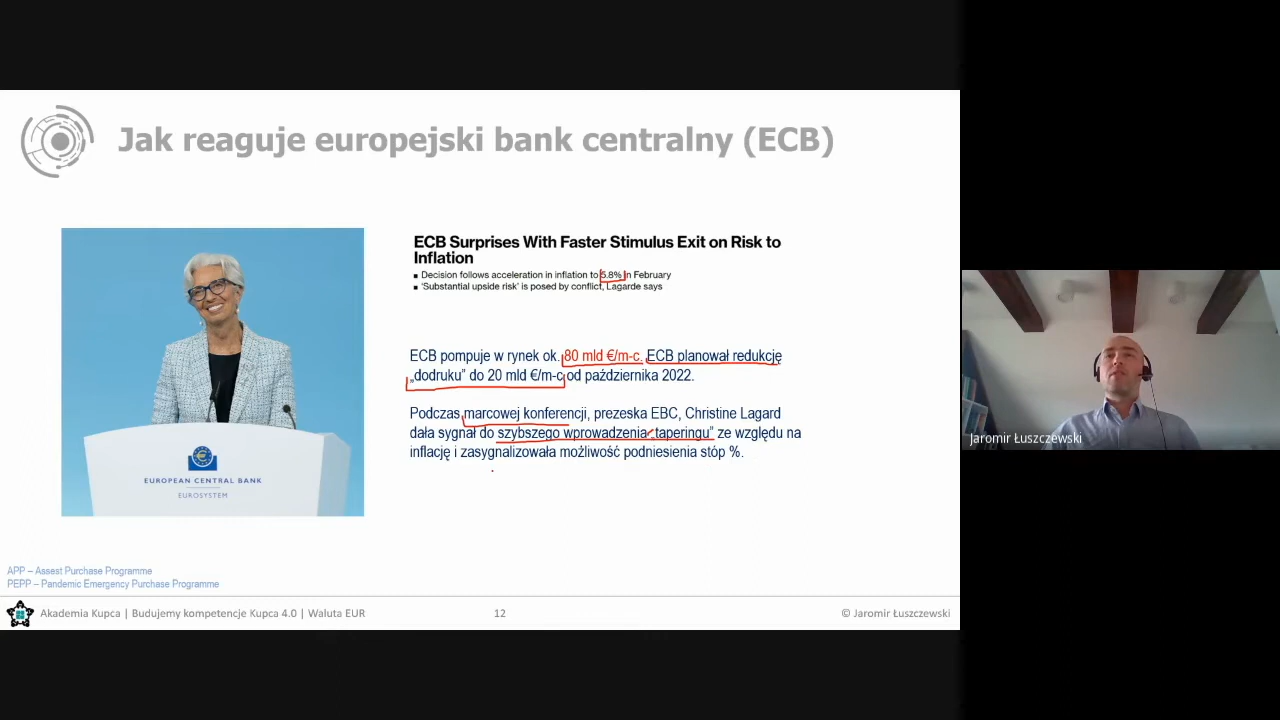 Jak reaguje europejski bank centralny (ECB)
ECB Surprises With Faster Stimulus Exit on Risk to
Inflation
▪ Decision follows acceleration in inflation to 5.8% in February
▪ ‘Substantial upside risk’ is posed by conflict, Lagarde says
ECB pompuje w rynek ok. 80 mld €/m-c. ECB planował redukcję
„dodruku” do 20 mld €/m-c od października 2022.
Podczas marcowej konferencji, prezeska EBC, Christine Lagard
dała sygnał do szybszego wprowadzenia „taperingu” ze względu na
inflację i zasygnalizowała możliwość podniesienia stóp %.
EUROPEAN CENTRAL BANK
EUROSYSTEM
APP – Assest Purchase Programme
PEPP – Pandemic Emergency Purchase Programme
Akademia Kupca | Budujemy kompetencje Kupca 4.0 | Waluta EUR
12
© Jaromir Łuszczewski
Jaromir Łuszczewski